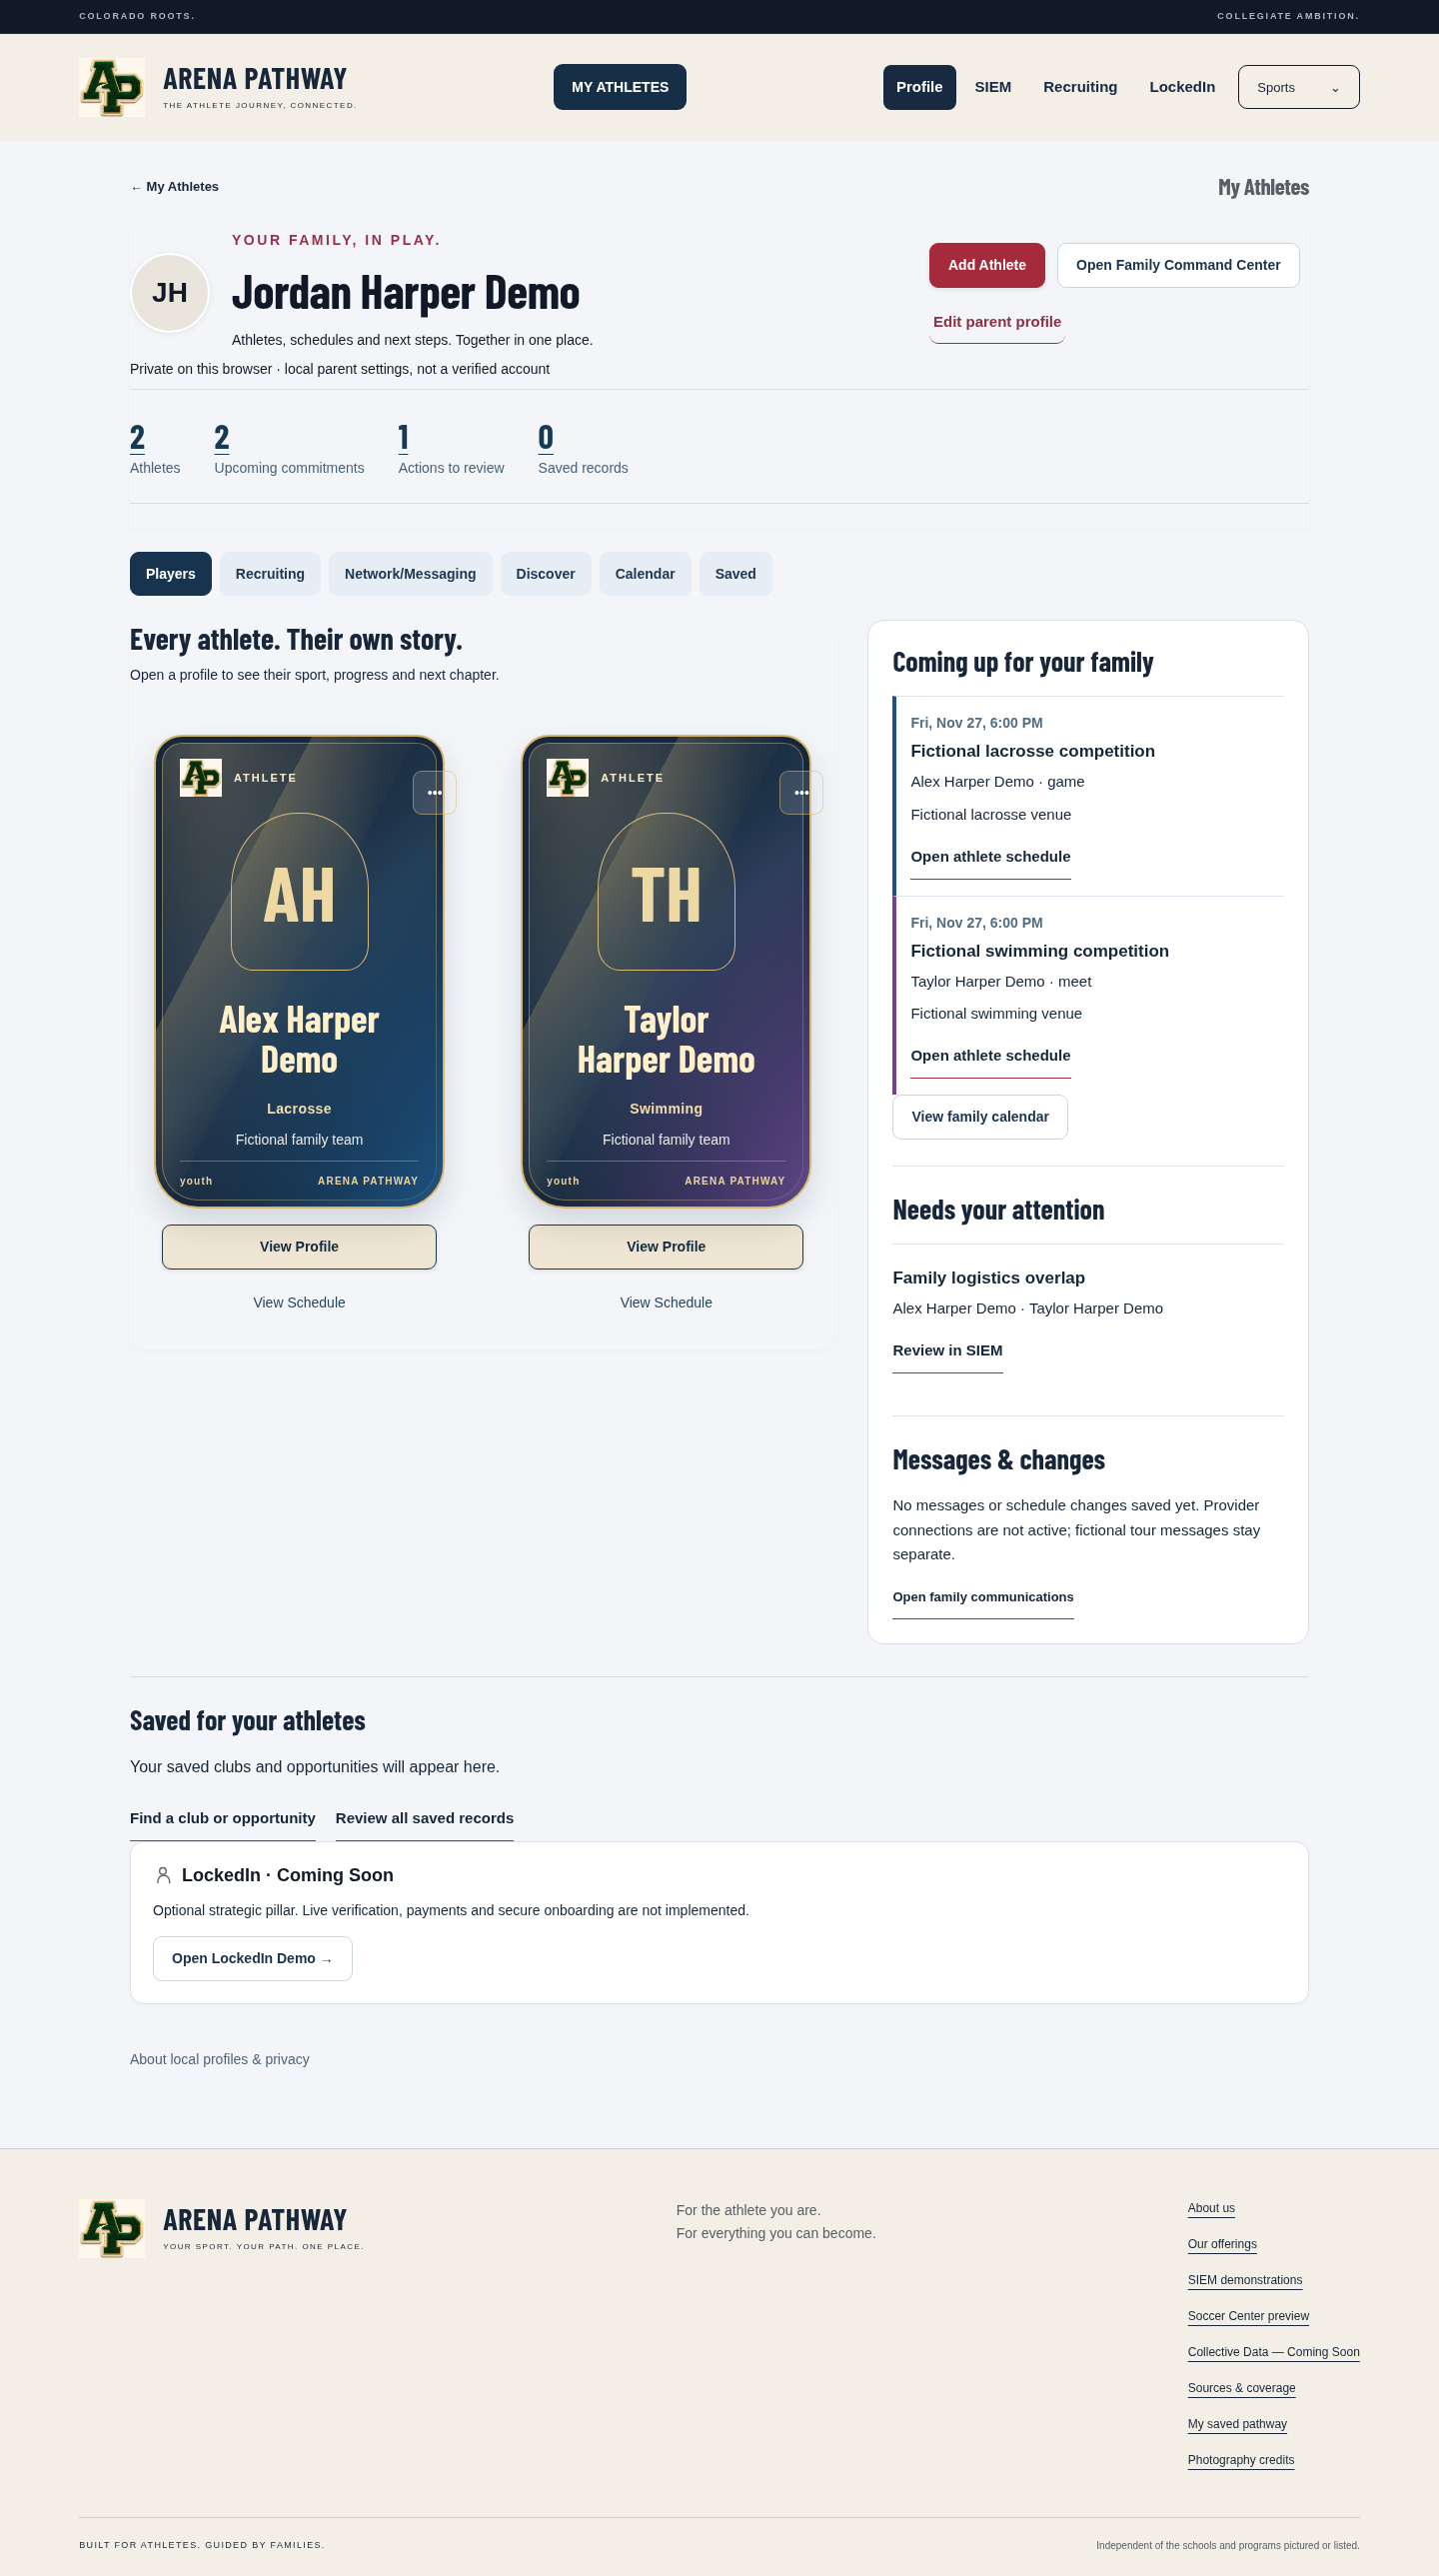 COLORADO ROOTS.
COLLEGIATE AMBITION.
AP
ARENA PATHWAY
THE ATHLETE JOURNEY, CONNECTED.
MY ATHLETES
Profile
SIEM
Recruiting
LockedIn
Sports
← My Athletes
My Athletes
JH
YOUR FAMILY, IN PLAY.
Jordan Harper Demo
Athletes, schedules and next steps. Together in one place.
Private on this browser · local parent settings, not a verified account
Add Athlete
Open Family Command Center
Edit parent profile
2
Athletes
2
Upcoming commitments
1
Actions to review
0
Saved records
Players
Recruiting
Network/Messaging
Discover
Calendar
Saved
Every athlete. Their own story.
Open a profile to see their sport, progress and next chapter.
AP
ATHLETE
•••
AH
Alex Harper
Demo
Lacrosse
Fictional family team
youth
ARENA PATHWAY
View Profile
View Schedule
AP
ATHLETE
•••
TH
Taylor
Harper Demo
Swimming
Fictional family team
youth
ARENA PATHWAY
View Profile
View Schedule
Coming up for your family
Fri, Nov 27, 6:00 PM
Fictional lacrosse competition
Alex Harper Demo · game
Fictional lacrosse venue
Open athlete schedule
Fri, Nov 27, 6:00 PM
Fictional swimming competition
Taylor Harper Demo · meet
Fictional swimming venue
Open athlete schedule
View family calendar
Needs your attention
Family logistics overlap
Alex Harper Demo · Taylor Harper Demo
Review in SIEM
Messages & changes
No messages or schedule changes saved yet. Provider
connections are not active; fictional tour messages stay
separate.
Open family communications
Saved for your athletes
Your saved clubs and opportunities will appear here.
Find a club or opportunity
Review all saved records
LockedIn · Coming Soon
Optional strategic pillar. Live verification, payments and secure onboarding are not implemented.
Open LockedIn Demo →
About local profiles & privacy
AP
ARENA PATHWAY
YOUR SPORT. YOUR PATH. ONE PLACE.
For the athlete you are.
For everything you can become.
About us
Our offerings
SIEM demonstrations
Soccer Center preview
Collective Data — Coming Soon
Sources & coverage
My saved pathway
Photography credits
BUILT FOR ATHLETES. GUIDED BY FAMILIES.
Independent of the schools and programs pictured or listed.